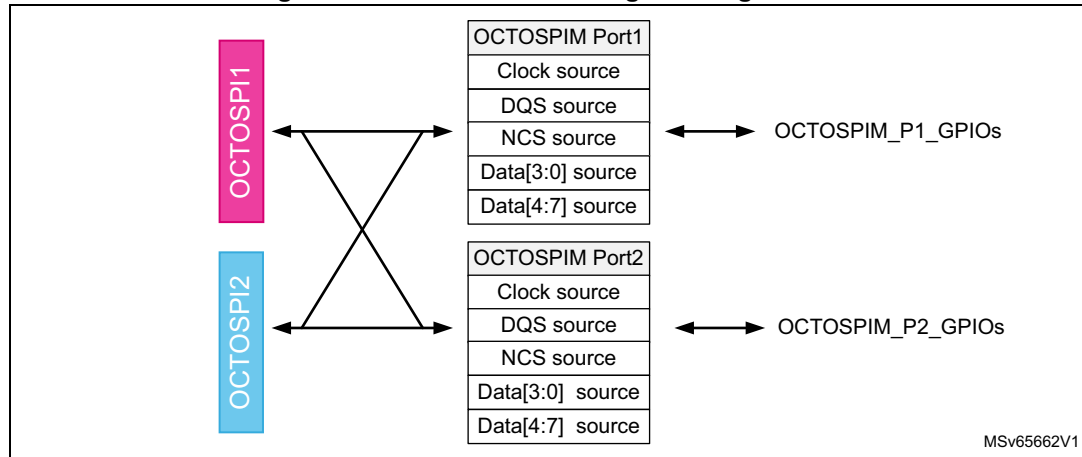 OCTOSPI1
OCTOSPIM Port1
Clock source
DQS source
NCS source
Data[3:0] source
Data[4:7] source
OCTOSPIM_P1_GPIOs
OCTOSPI2
OCTOSPIM Port2
Clock source
DQS source
NCS source
Data[3:0] source
Data[4:7] source
OCTOSPIM_P2_GPIOs
MSv65662V1